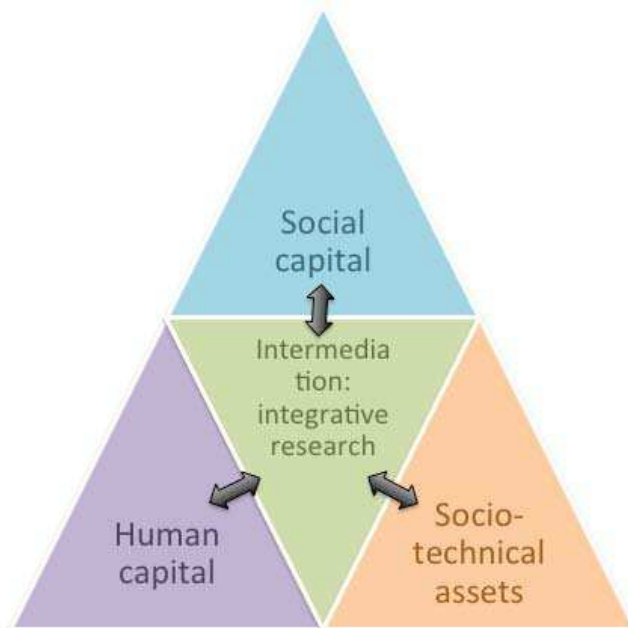 Social
capital
Intermedia
tion:
integrative
research
Human
capital
Socio-
technical
assets